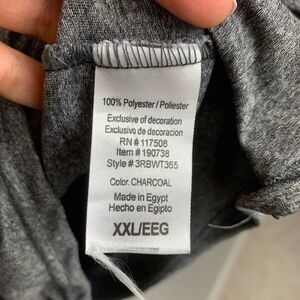 100% Polyester / Poliester
Exclusive of decoration
Exclusivo de decoracion
RN # 117508
Item # 190738
Style # 3RBWT365
Color. CHARCOAL
Made in Egypt
Hecho en Egipto
XXL/EEG